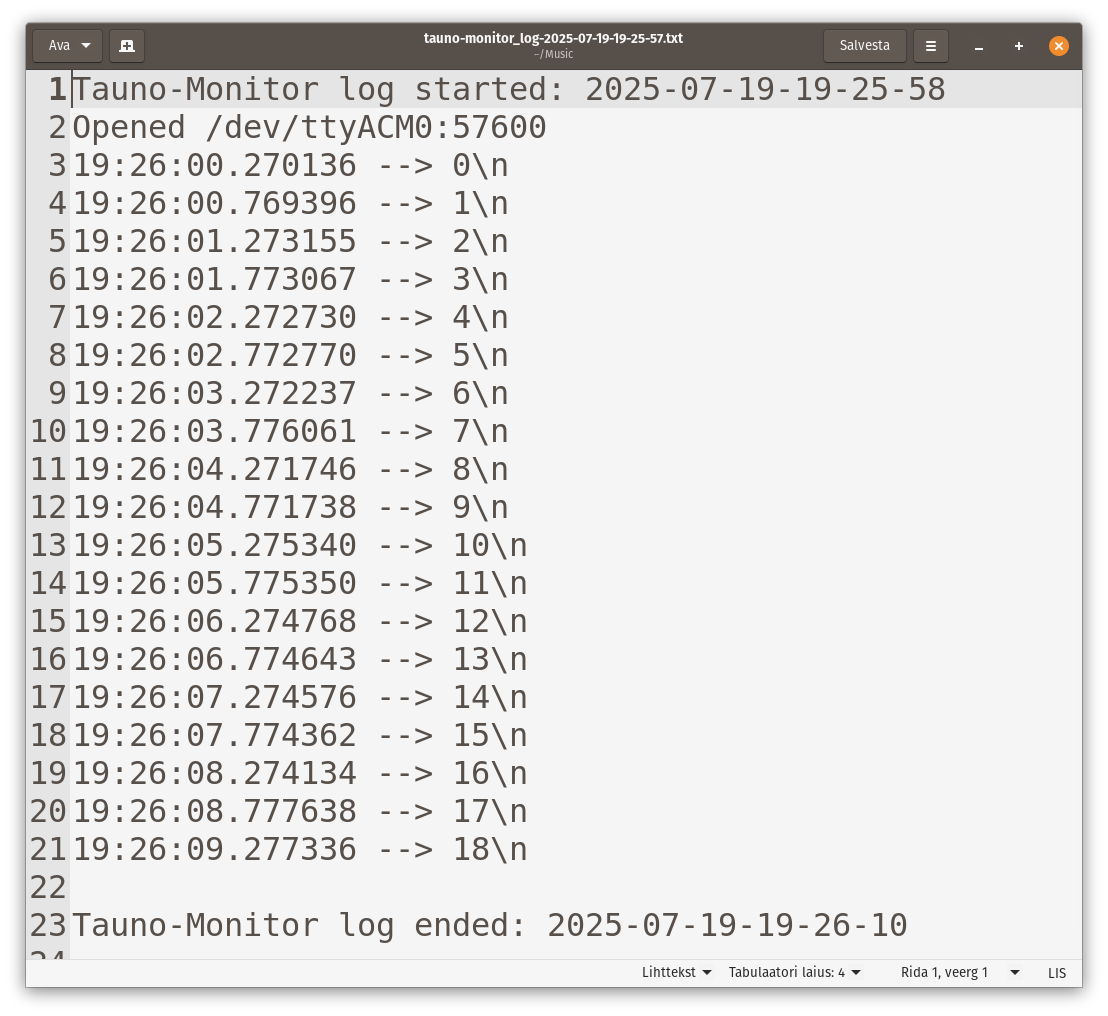 Ava
tauno-monitor_log-2025-07-19-19-25-57.txt
~/Music
Salvesta
1 Tauno-Monitor log started: 2025-07-19-19-25-58
2 Opened /dev/ttyACM0:57600
3 19:26:00.270136 --> 0\n
4 19:26:00.769396 --> 1\n
5 19:26:01.273155 --> 2\n
6 19:26:01.773067 --> 3\n
7 19:26:02.272730 --> 4\n
8 19:26:02.772770 --> 5\n
9 19:26:03.272237 --> 6\n
10 19:26:03.776061 --> 7\n
11 19:26:04.271746 --> 8\n
12 19:26:04.771738 --> 9\n
13 19:26:05.275340 --> 10\n
14 19:26:05.775350 --> 11\n
15 19:26:06.274768 --> 12\n
16 19:26:06.774643 --> 13\n
17 19:26:07.274576 --> 14\n
18 19:26:07.774362 --> 15\n
19 19:26:08.274134 --> 16\n
20 19:26:08.777638 --> 17\n
21 19:26:09.277336 --> 18\n
22
23 Tauno-Monitor log ended: 2025-07-19-19-26-10
24
Lihttekst Tabulaatori laius: 4 Rida 1, veerg 1 LIS